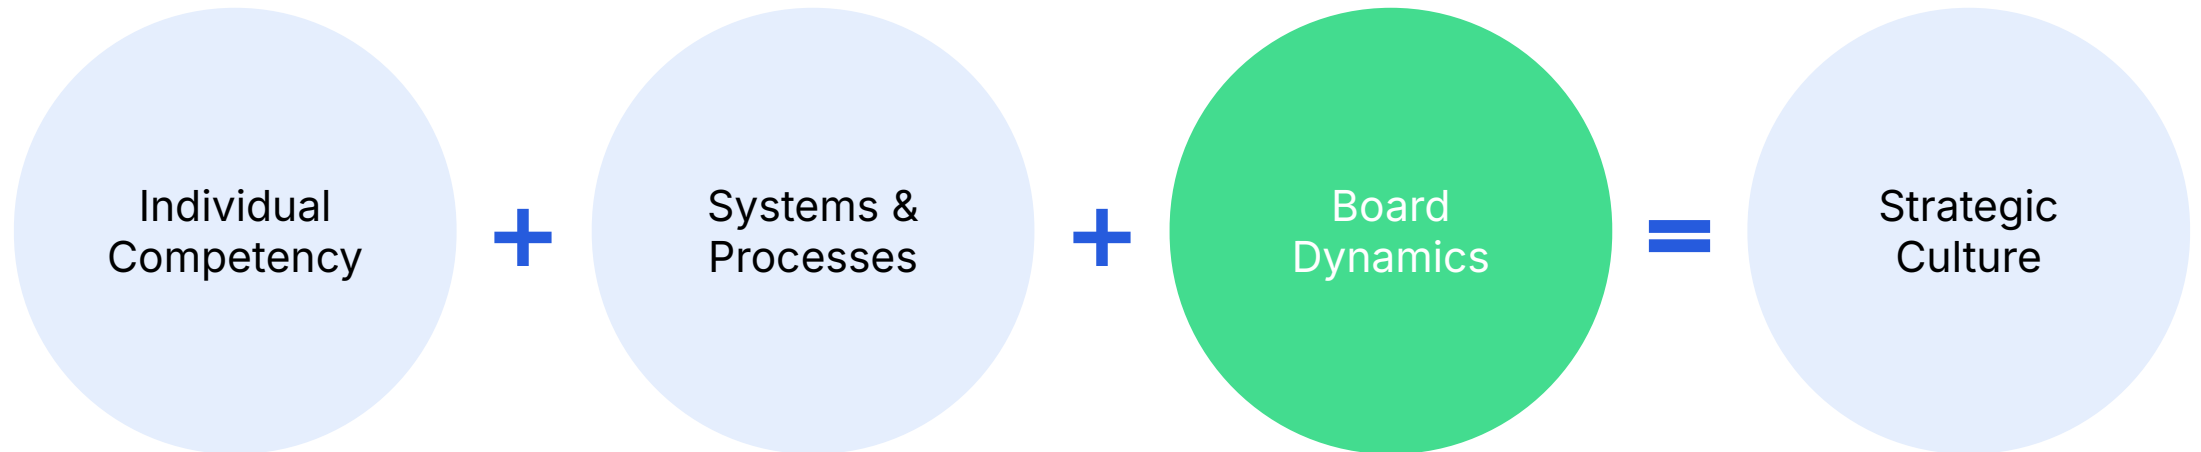 Individual
Competency
+
Systems &
Processes
+
Board
Dynamics
=
Strategic
Culture